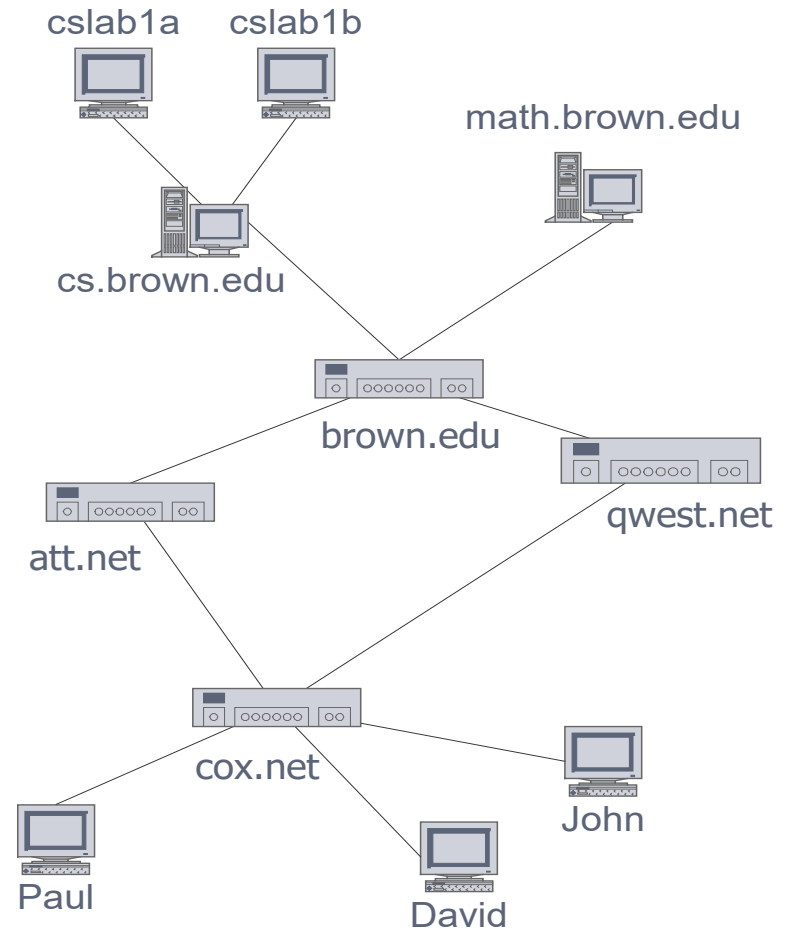 cslab1a cslab1b
math.brown.edu
cs.brown.edu
brown.edu
qwest.net
att.net
cox.net
John
Paul
David